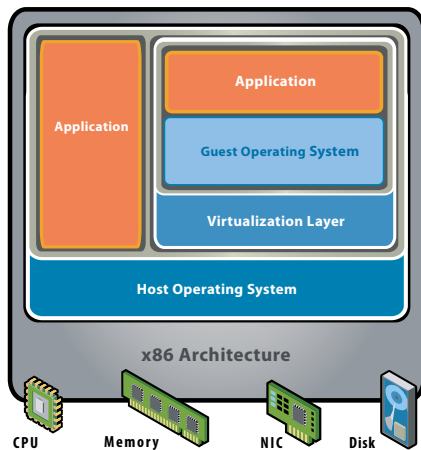 Application
Application
Guest Operating System
Virtualization Layer
Host Operating System
x86 Architecture
CPU
Memory
NIC
Disk